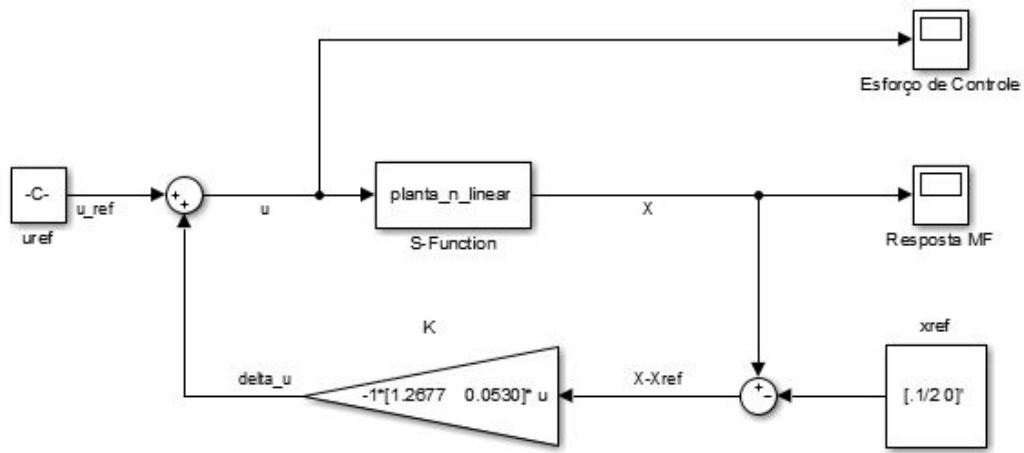 Esforço de Controle
-C-
u_ref
uref
+
+
u
planta_n_linear
S-Function
X
Resposta MF
K
xref
delta_u
-1*[1.2677 0.0530]* u
X-Xref
+
-
[.1/2 0]'